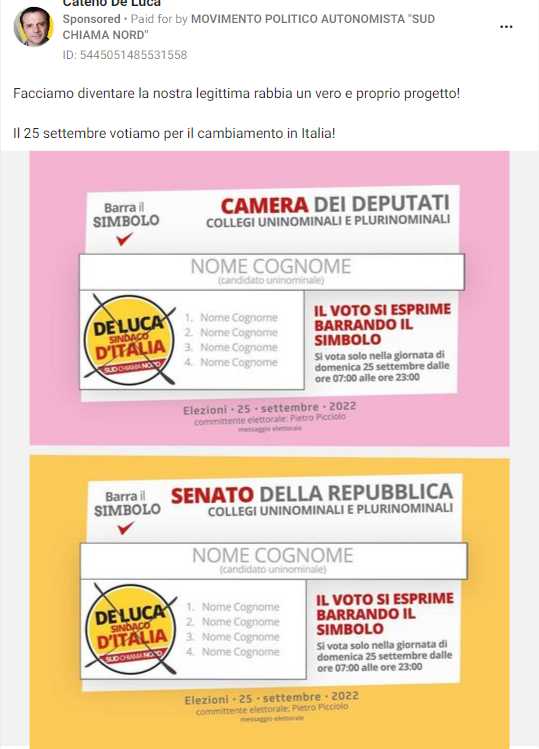 Cateno De Luca
Sponsored • Paid for by MOVIMENTO POLITICO AUTONOMISTA "SUD
CHIAMA NORD"
ID: 5445051485531558
Facciamo diventare la nostra legittima rabbia un vero e proprio progetto!
Il 25 settembre votiamo per il cambiamento in Italia!
Barra il
SIMBOLO
CAMERA DEI DEPUTATI
COLLEGI UNINOMINALI E PLURINOMINALI
NOME COGNOME
(candidato uninominale)
DE LUCA
SINDACO
D'ITALIA
SUD CHIAMA NORD
1. Nome Cognome
2. Nome Cognome
3. Nome Cognome
4. Nome Cognome
IL VOTO SI ESPRIME
BARRANDO IL
SIMBOLO
Si vota solo nella giornata di
domenica 25 settembre dalle
ore 07:00 alle ore 23:00
Elezioni • 25 • settembre • 2022
committente elettorale: Pietro Picciolo
messaggio elettorale
Barra il
SIMBOLO
SENATO DELLA REPUBBLICA
COLLEGI UNINOMINALI E PLURINOMINALI
NOME COGNOME
(candidato uninominale)
DE LUCA
SINDACO
D'ITALIA
SUD CHIAMA NORD
1. Nome Cognome
2. Nome Cognome
3. Nome Cognome
4. Nome Cognome
IL VOTO SI ESPRIME
BARRANDO IL
SIMBOLO
Si vota solo nella giornata di
domenica 25 settembre dalle
ore 07:00 alle ore 23:00
Elezioni • 25 • settembre • 2022
committente elettorale: Pietro Picciolo
messaggio elettorale